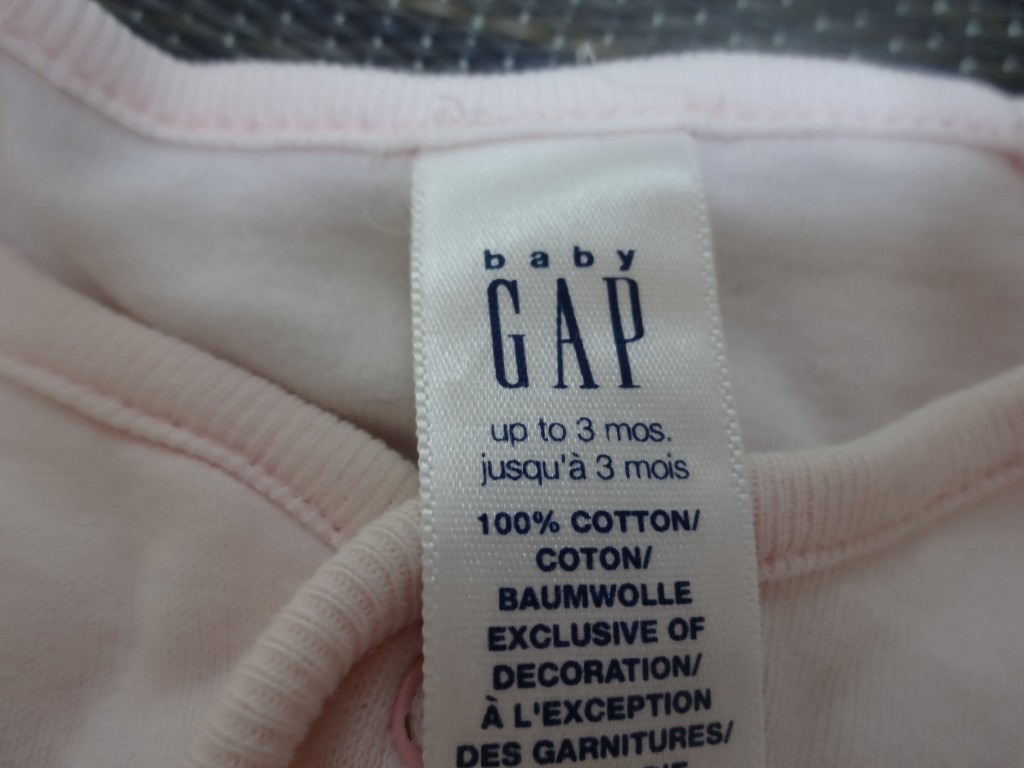 baby
GAP
up to 3 mos.
jusqu'à 3 mois
100% COTTON/
COTON/
BAUMWOLLE
EXCLUSIVE OF
DECORATION/
À L'EXCEPTION
DES GARNITURES/